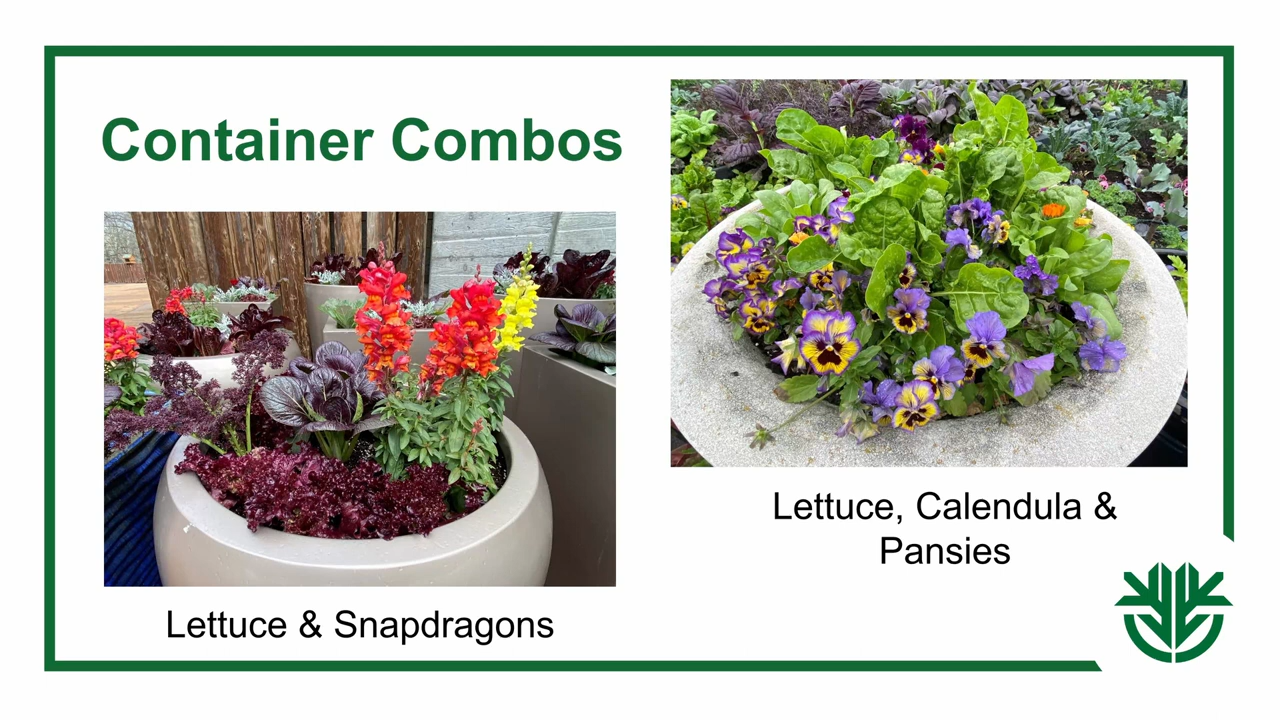 Container Combos
Lettuce & Snapdragons
Lettuce, Calendula &
Pansies